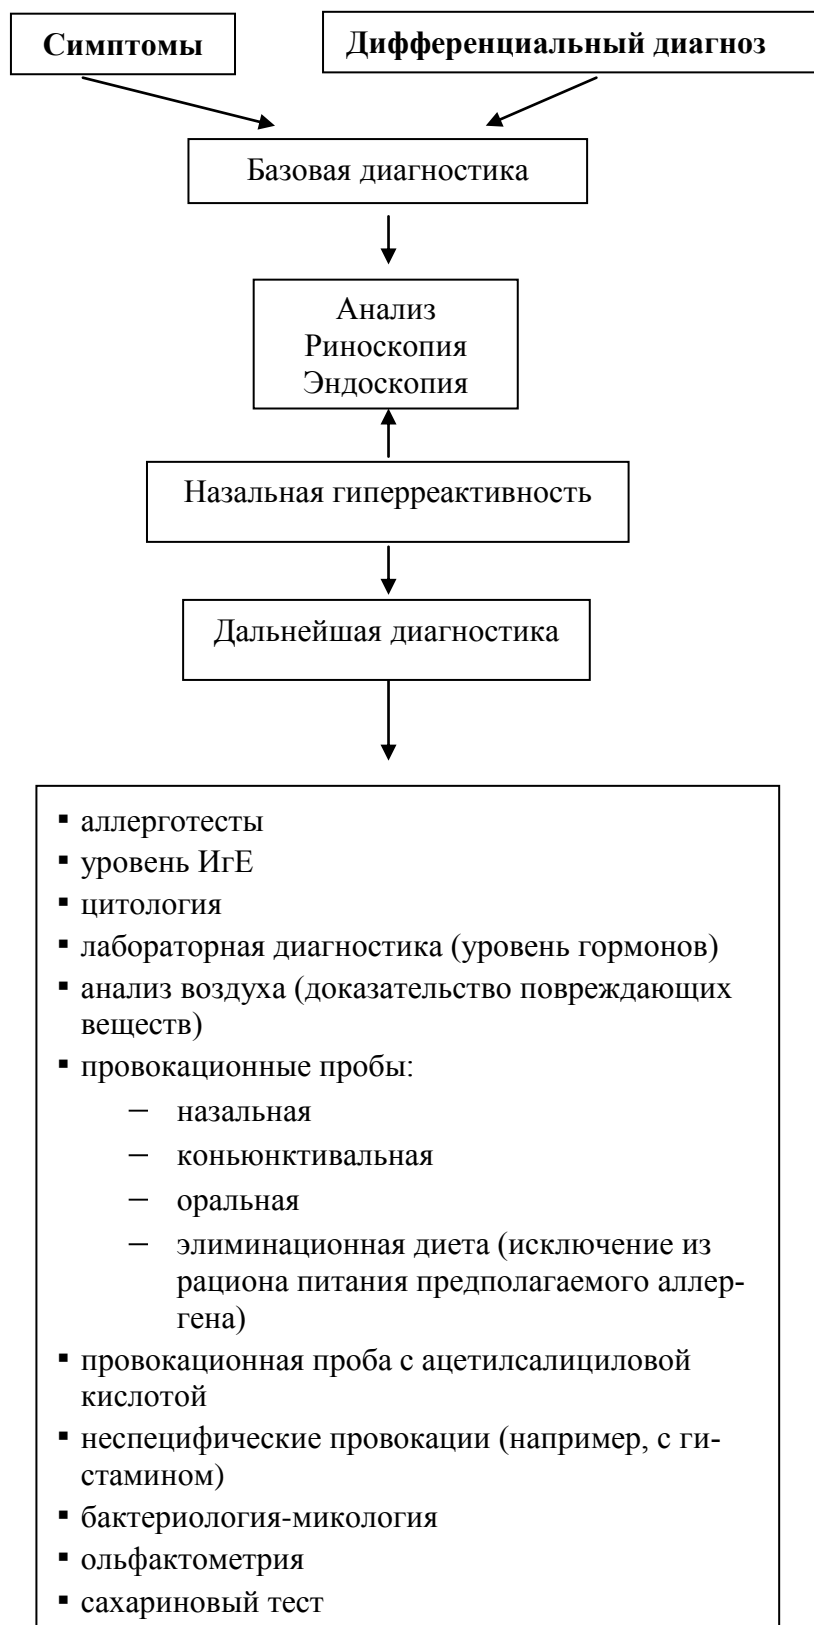 Симптомы
Дифференциальный диагноз
Базовая диагностика
Анализ
Риноскопия
Эндоскопия
Назальная гиперреактивность
Дальнейшая диагностика
▪ аллерготесты
▪ уровень ИгЕ
▪ цитология
▪ лабораторная диагностика (уровень гормонов)
▪ анализ воздуха (доказательство повреждающих
веществ)
▪ провокационные пробы:
– назальная
– коньюнктивальная
– оральная
– элиминационная диета (исключение из
рациона питания предполагаемого аллер-
гена)
▪ провокационная проба с ацетилсалициловой
кислотой
▪ неспецифические провокации (например, с ги-
стамином)
▪ бактериология-микология
▪ ольфактометрия
▪ сахариновый тест